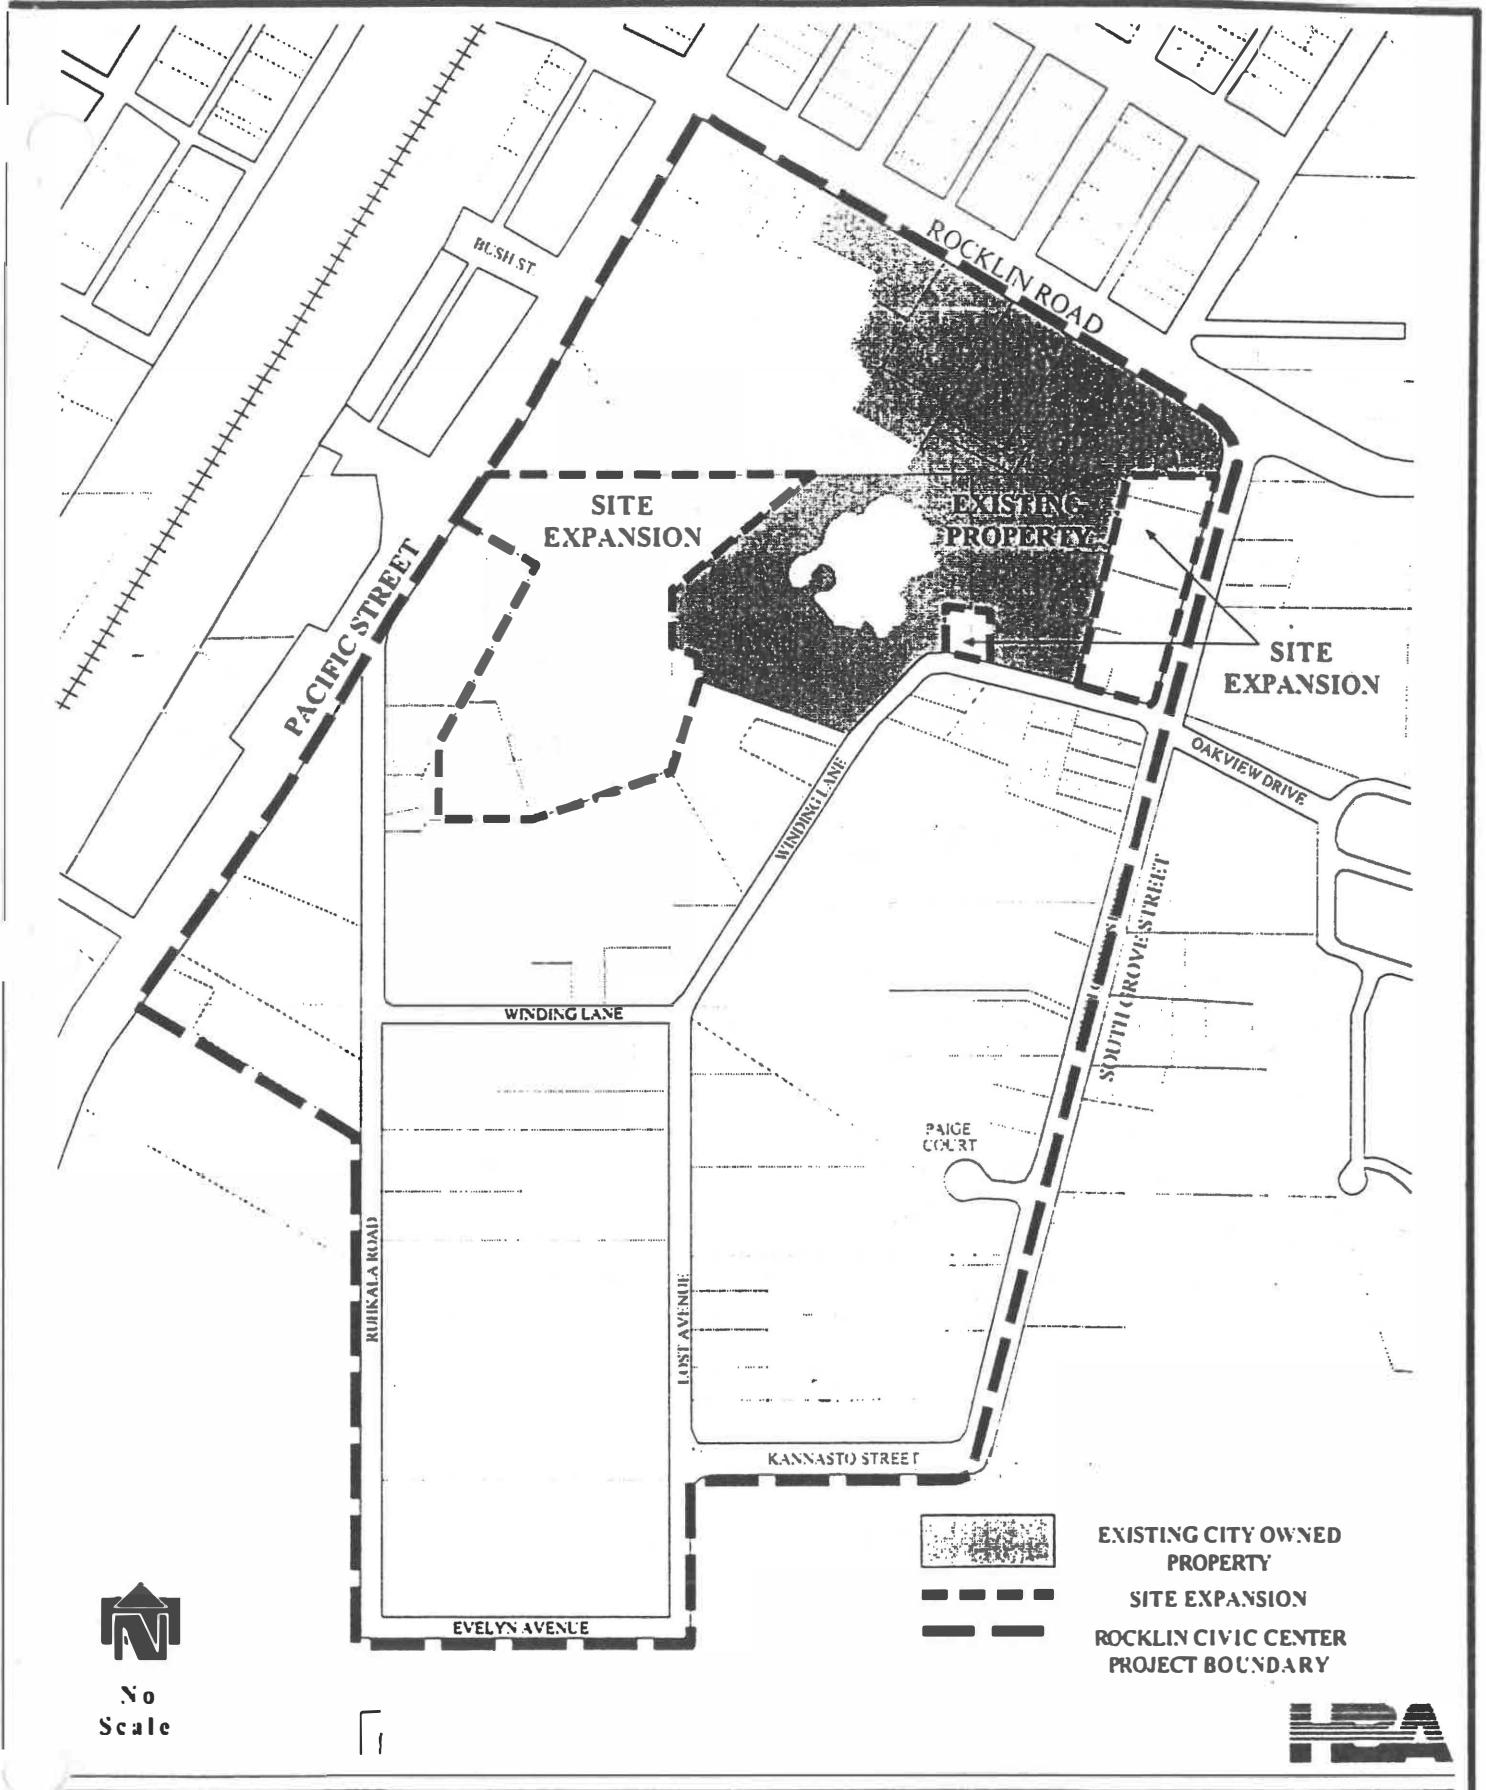 BUSH ST.
ROCKLIN ROAD
SITE
EXPANSION
EXISTING
PROPERTY
PACIFIC STREET
SITE
EXPANSION
OAKVIEW DRIVE
WINDING LANE
SOUTH GROVE STREET
WINDING LANE
PAIGE
COURT
RUHKALA ROAD
LOST AVENUE
KANNASTO STREET
EVELYN AVENUE
EXISTING CITY OWNED
PROPERTY
SITE EXPANSION
ROCKLIN CIVIC CENTER
PROJECT BOUNDARY
N
No
Scale
HBA